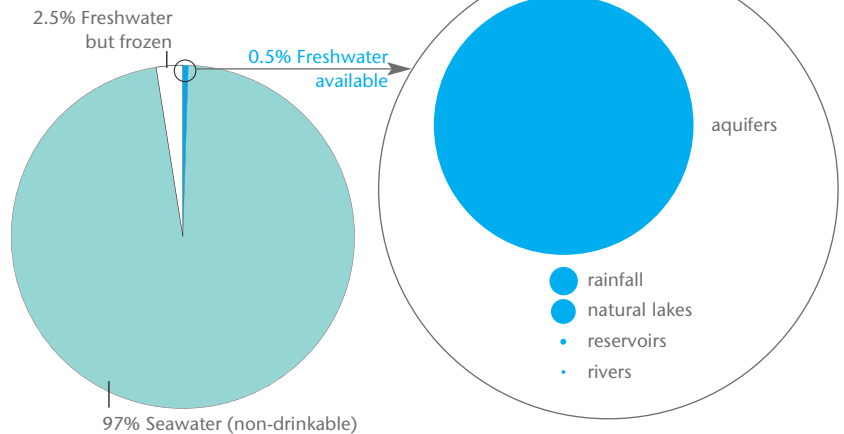 2.5% Freshwater
but frozen
0.5% Freshwater
available
aquifers
rainfall
natural lakes
reservoirs
rivers
97% Seawater (non-drinkable)